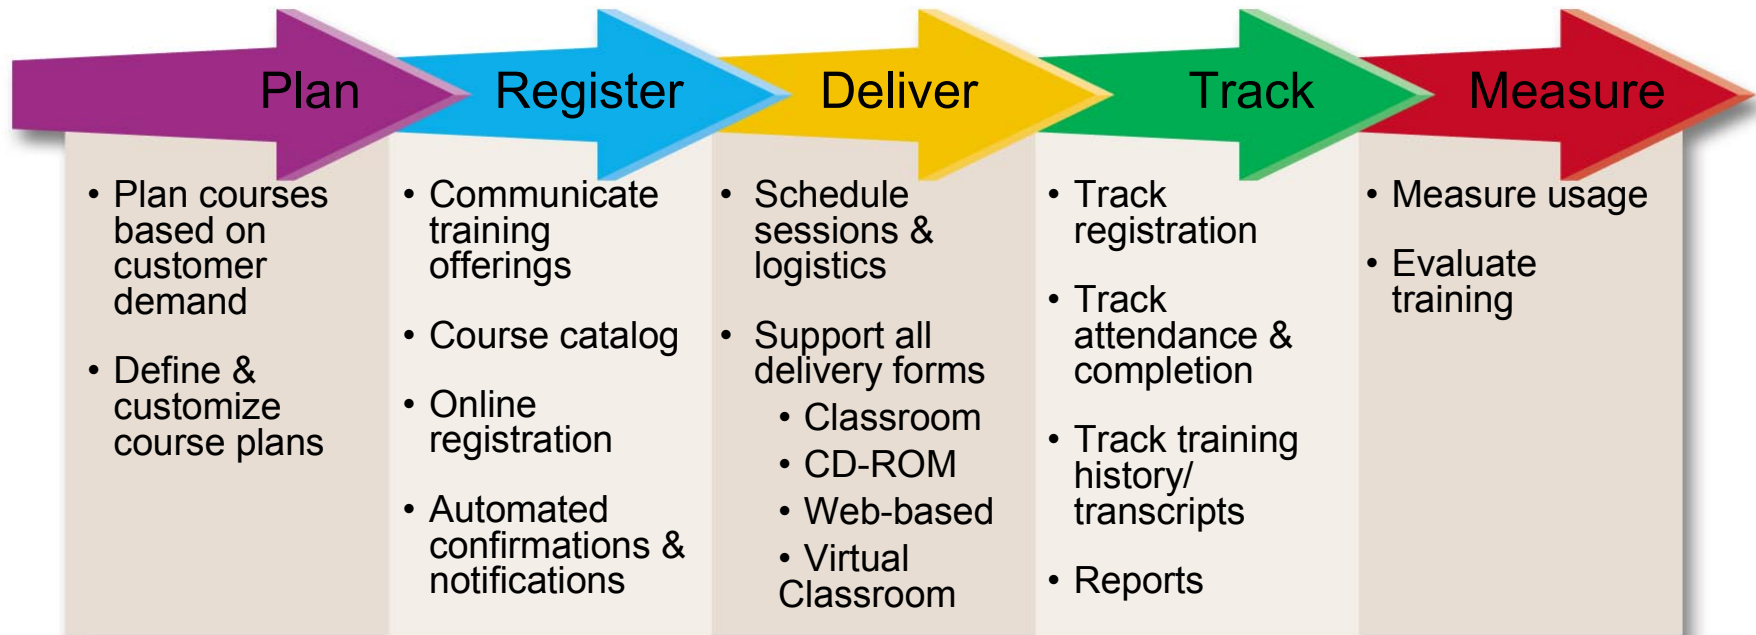 Plan
Register
Deliver
Track
Measure
• Plan courses
based on
customer
demand
• Define &
customize
course plans
• Communicate
training
offerings
• Course catalog
• Online
registration
• Automated
confirmations &
notifications
• Schedule
sessions &
logistics
• Support all
delivery forms
• Classroom
• CD-ROM
• Web-based
• Virtual
Classroom
• Track
registration
• Track
attendance &
completion
• Track training
history/
transcripts
• Reports
• Measure usage
• Evaluate
training